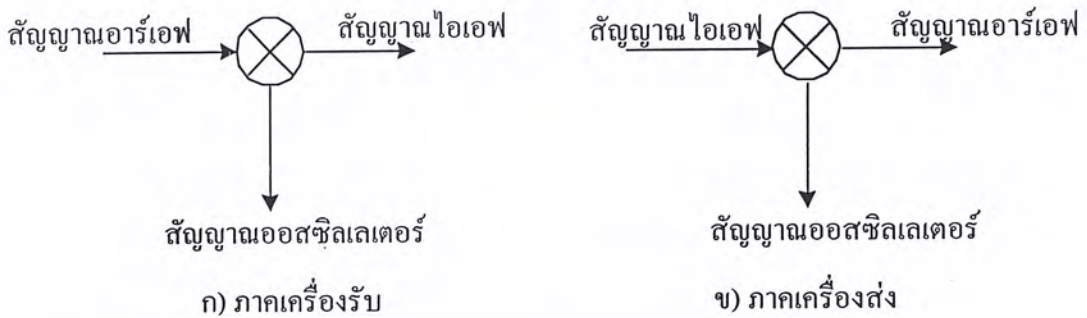 สัญญาณอาร์เอฟ
สัญญาณไอเอฟ
สัญญาณออสซิลเลเตอร์
ก) ภาคเครื่องรับ
สัญญาณไอเอฟ
สัญญาณอาร์เอฟ
สัญญาณออสซิลเลเตอร์
ข) ภาคเครื่องส่ง